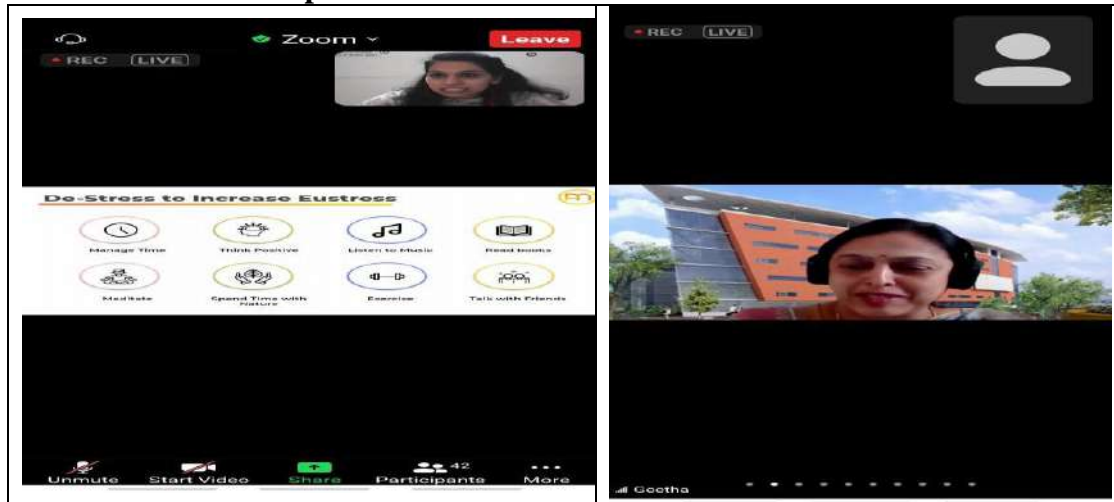 Zoom
Leave
REC LIVE
De-Stress to Increase Eustress
Manage Time
Think Positive
Listen to Music
Read books
Meditate
Spend Time with
Nature
Exercise
Talk with Friends
Unmute
Start Video
Share
42
Participants
More
REC LIVE
Geetha